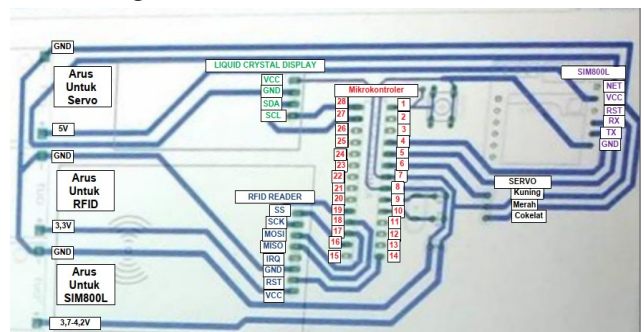 GND
Arus
Untuk
Servo
5V
GND
Arus
Untuk
RFID
3,3V
GND
Arus
Untuk
SIM800L
3,7-4,2V
LIQUID CRYSTAL DISPLAY
VCC
GND
SDA
SCL
RFID READER
SS
SCK
MOSI
MISO
IRQ
GND
RST
VCC
Mikrokontroler
28
27
26
25
24
23
22
21
20
19
18
17
16
15
1
2
3
4
5
6
7
8
9
10
11
12
13
14
SIM800L
NET
VCC
RST
RX
TX
GND
SERVO
Kuning
Merah
Cokelat